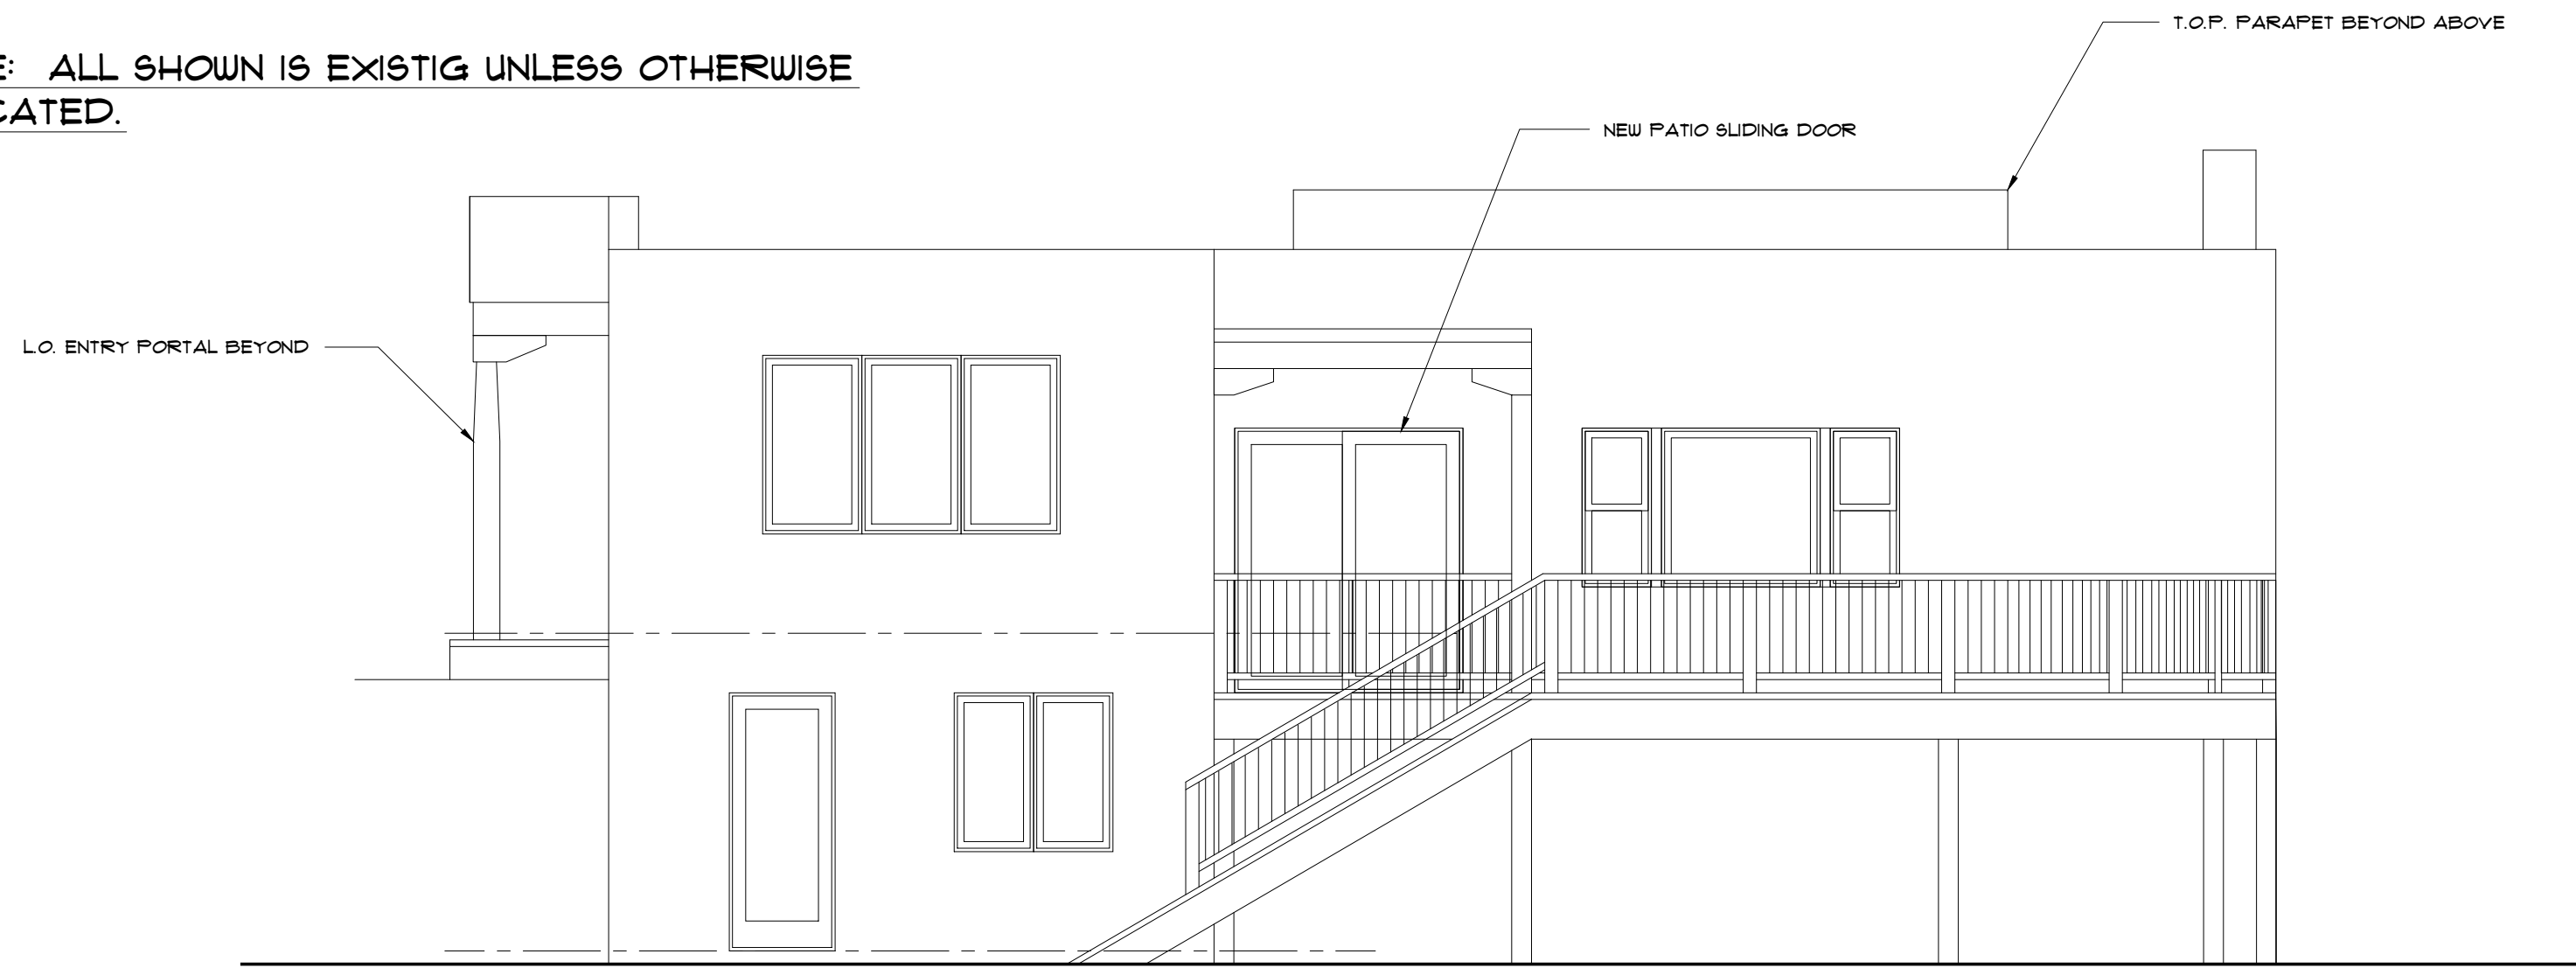 E: ALL SHOWN IS EXISTIG UNLESS OTHERWISE
CATED.
T.O.P. PARAPET BEYOND ABOVE
NEW PATIO SLIDING DOOR
L.O. ENTRY PORTAL BEYOND